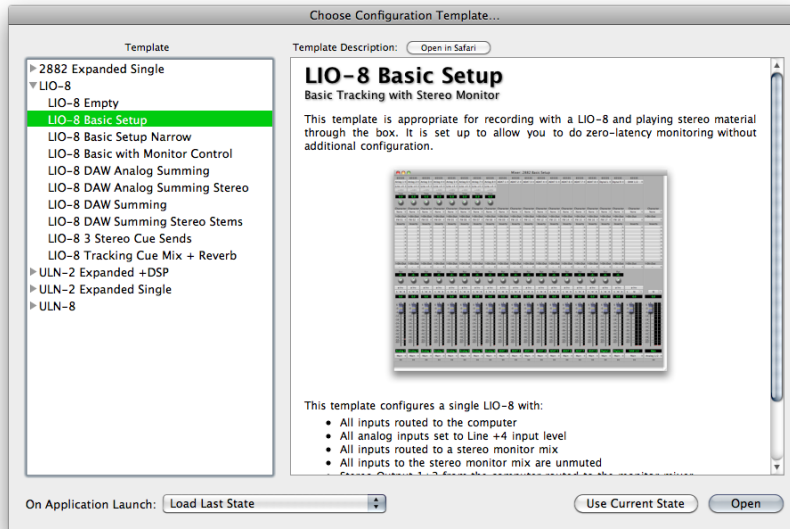 Choose Configuration Template...
Template
Template Description:
Open in Safari
2882 Expanded Single
LIO-8
LIO-8 Empty
LIO-8 Basic Setup
LIO-8 Basic Setup Narrow
LIO-8 Basic with Monitor Control
LIO-8 DAW Analog Summing
LIO-8 DAW Analog Summing Stereo
LIO-8 DAW Summing
LIO-8 DAW Summing Stereo Stems
LIO-8 3 Stereo Cue Sends
LIO-8 Tracking Cue Mix + Reverb
ULN-2 Expanded +DSP
ULN-2 Expanded Single
ULN-8
LIO-8 Basic Setup
Basic Tracking with Stereo Monitor
This template is appropriate for recording with a LIO-8 and playing stereo material
through the box. It is set up to allow you to do zero-latency monitoring without
additional configuration.
This template configures a single LIO-8 with:
• All inputs routed to the computer
• All analog inputs set to Line +4 input level
• All inputs routed to a stereo monitor mix
• All inputs to the stereo monitor mix are unmuted
On Application Launch:
Load Last State
Use Current State
Open